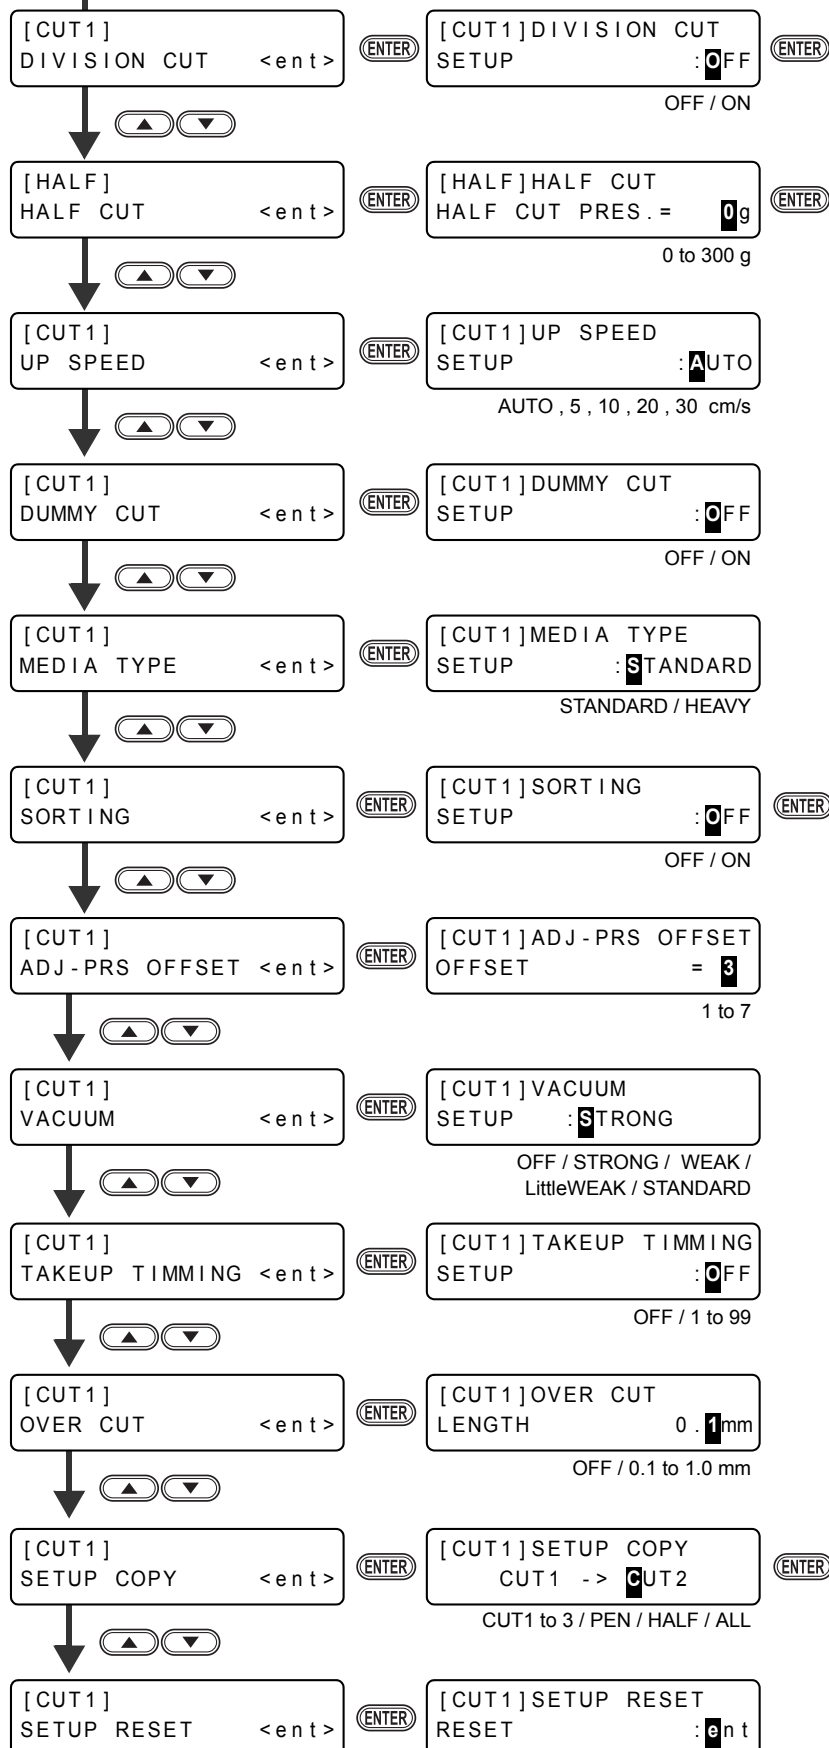 [CUT1]
DIVISION CUT <ent>
ENTER
[CUT1]DIVISION CUT
SETUP :OFF
ENTER
OFF / ON
[HALF]
HALF CUT <ent>
ENTER
[HALF]HALF CUT
HALF CUT PRES.= 0g
ENTER
0 to 300 g
[CUT1]
UP SPEED <ent>
ENTER
[CUT1]UP SPEED
SETUP :AUTO
AUTO , 5 , 10 , 20 , 30 cm/s
[CUT1]
DUMMY CUT <ent>
ENTER
[CUT1]DUMMY CUT
SETUP :OFF
OFF / ON
[CUT1]
MEDIA TYPE <ent>
ENTER
[CUT1]MEDIA TYPE
SETUP :STANDARD
STANDARD / HEAVY
[CUT1]
SORTING <ent>
ENTER
[CUT1]SORTING
SETUP :OFF
ENTER
OFF / ON
[CUT1]
ADJ-PRS OFFSET <ent>
ENTER
[CUT1]ADJ-PRS OFFSET
OFFSET = 3
1 to 7
[CUT1]
VACUUM <ent>
ENTER
[CUT1]VACUUM
SETUP :STRONG
OFF / STRONG / WEAK /
LittleWEAK / STANDARD
[CUT1]
TAKEUP TIMMING <ent>
ENTER
[CUT1]TAKEUP TIMMING
SETUP :OFF
OFF / 1 to 99
[CUT1]
OVER CUT <ent>
ENTER
[CUT1]OVER CUT
LENGTH 0.1mm
OFF / 0.1 to 1.0 mm
[CUT1]
SETUP COPY <ent>
ENTER
[CUT1]SETUP COPY
CUT1 -> CUT2
ENTER
CUT1 to 3 / PEN / HALF / ALL
[CUT1]
SETUP RESET <ent>
ENTER
[CUT1]SETUP RESET
RESET :ent